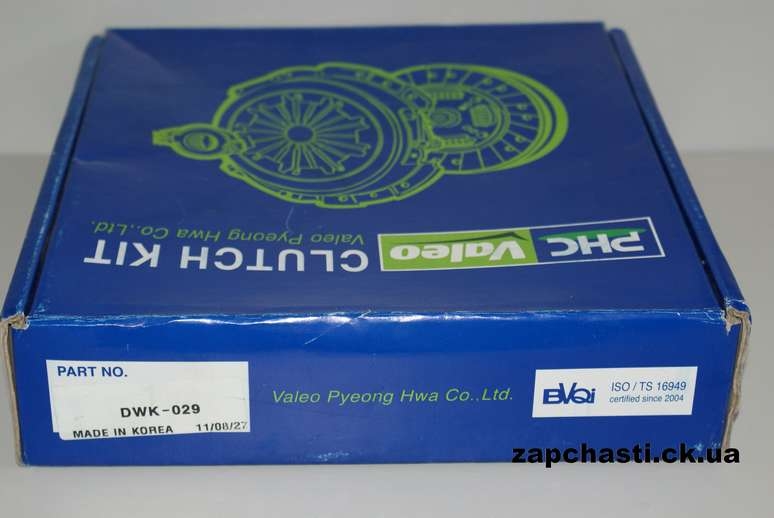 PHC Valeo
CLUTCH KIT
Valeo Pyeong Hwa Co.,Ltd.
PART NO.
DWK-029
MADE IN KOREA 11/08/27
Valeo Pyeong Hwa Co.,Ltd.
BVQi
ISO / TS 16949
certified since 2004
zapchasti.ck.ua